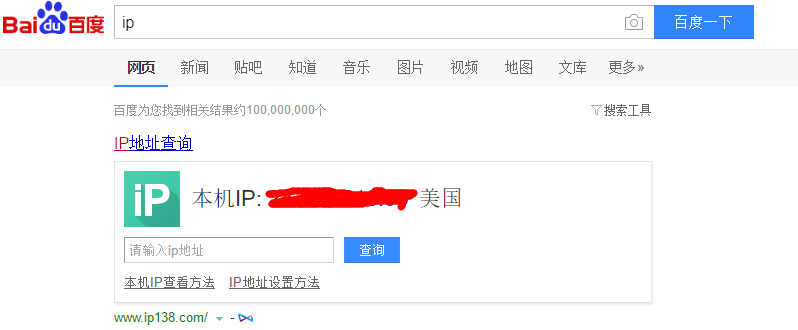 Bai du 百度 ip 百度一下
网页 新闻 贴吧 知道 音乐 图片 视频 地图 文库 更多»
百度为您找到相关结果约100,000,000个 搜索工具
IP地址查询
iP 本机IP: 美国
请输入ip地址 查询
本机IP查看方法 IP地址设置方法
www.ip138.com/ -